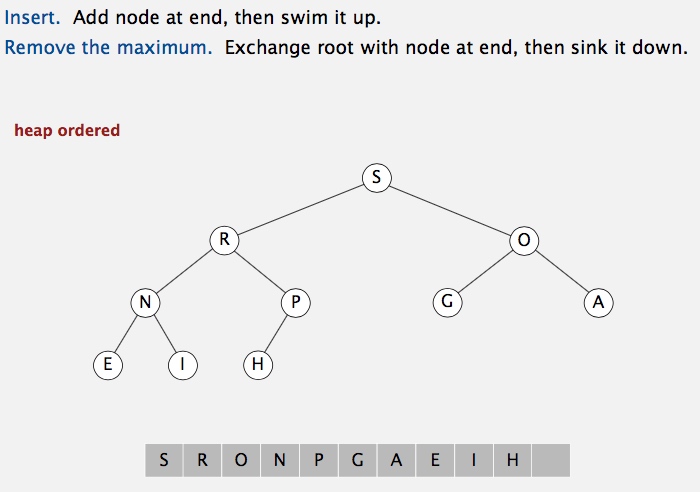 Insert. Add node at end, then swim it up.
Remove the maximum. Exchange root with node at end, then sink it down.
heap ordered
S
R O
N P G A
E I H
S R O N P G A E I H